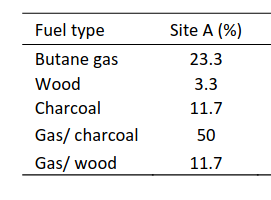 Fuel type Site A (%)
Butane gas 23.3
Wood 3.3
Charcoal 11.7
Gas/ charcoal 50
Gas/ wood 11.7